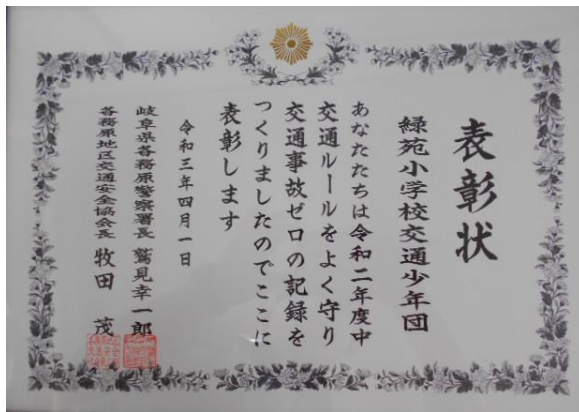 表彰状
緑苑小学校交通少年団
あなたたちは令和二年度中
交通ルールをよく守り
交通事故ゼロの記録を
つくりましたのでここに
表彰します
令和三年四月一日
岐阜県各務原警察署長 鷲見幸一郎
各務原地区交通安全協会長 牧田 茂